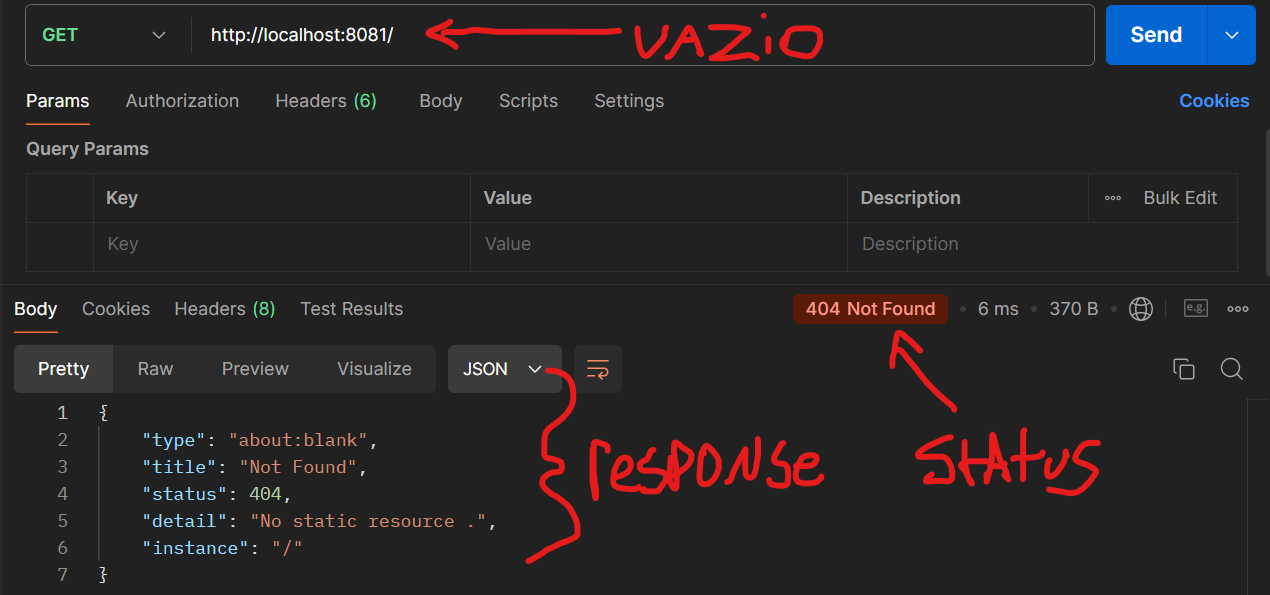 GET http://localhost:8081/ VAZiO Send
Params Authorization Headers (6) Body Scripts Settings Cookies
Query Params
Key Value Description Bulk Edit
Key Value Description
Body Cookies Headers (8) Test Results 404 Not Found 6 ms 370 B e.g.
Pretty Raw Preview Visualize JSON
1 {
2 "type": "about:blank",
3 "title": "Not Found",
4 "status": 404,
5 "detail": "No static resource .",
6 "instance": "/"
7 }
response
Status